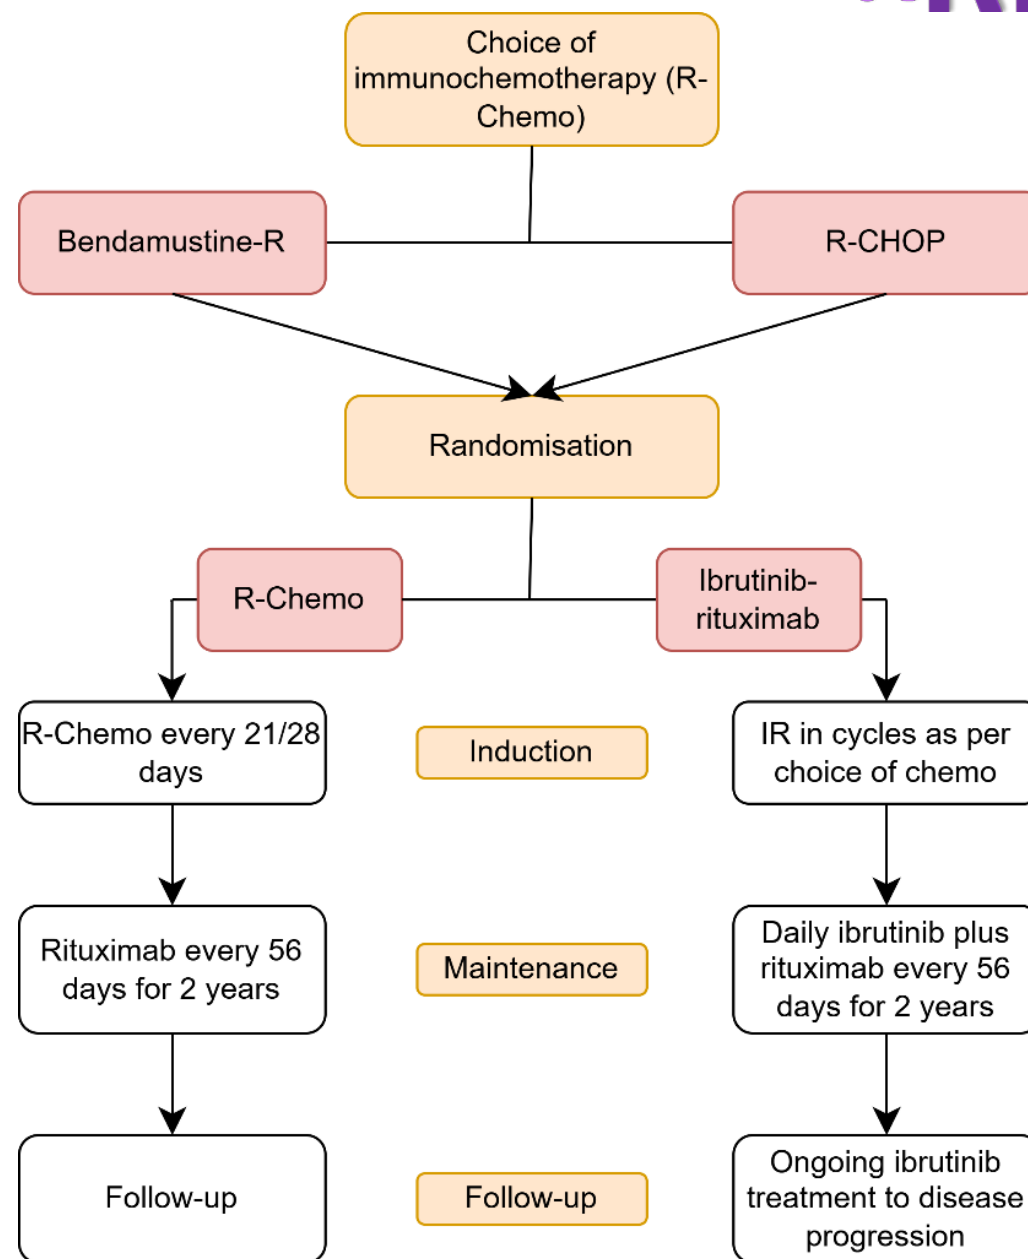 Choice of
immunochemotherapy (R-
Chemo)
Bendamustine-R
R-CHOP
Randomisation
R-Chemo
Ibrutinib-
rituximab
R-Chemo every 21/28
days
Induction
IR in cycles as per
choice of chemo
Rituximab every 56
days for 2 years
Maintenance
Daily ibrutinib plus
rituximab every 56
days for 2 years
Follow-up
Follow-up
Ongoing ibrutinib
treatment to disease
progression